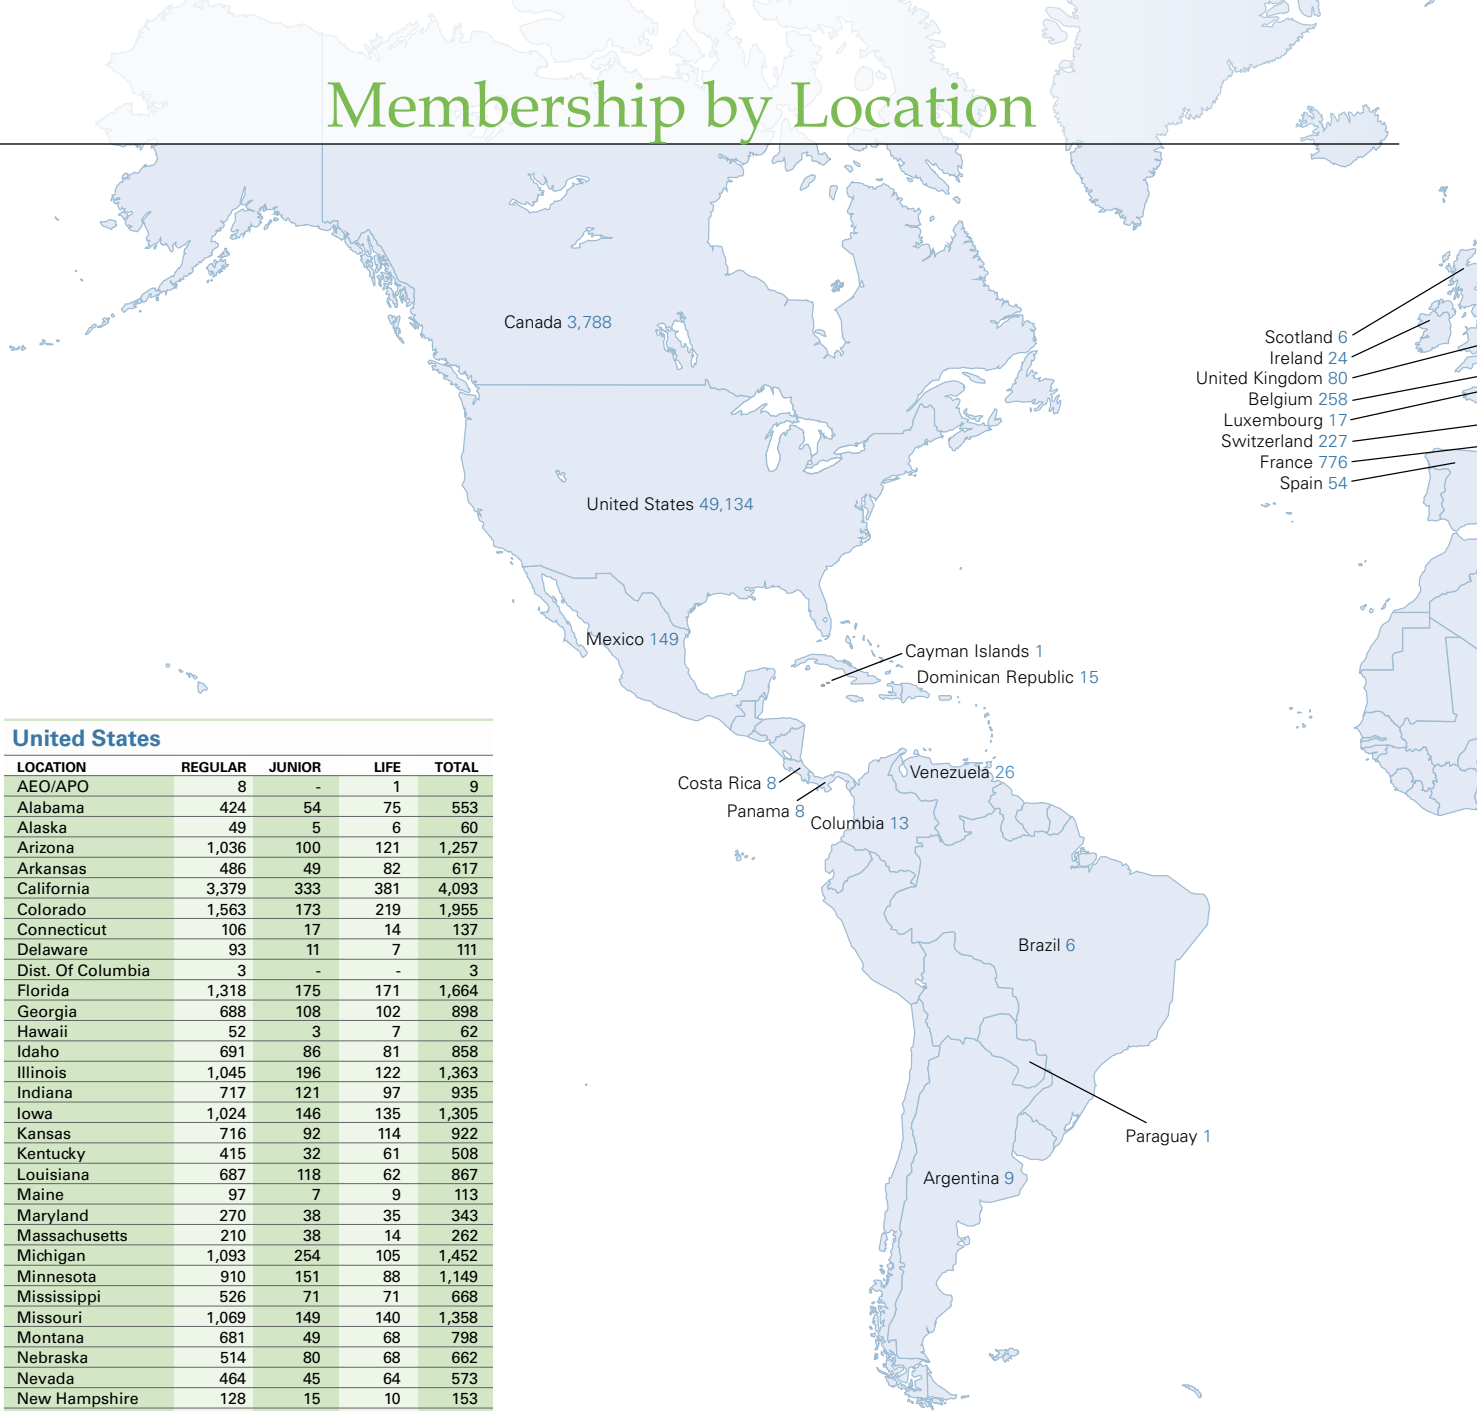 Membership by Location
Canada 3,788
Scotland 6
Ireland 24
United Kingdom 80
Belgium 258
Luxembourg 17
Switzerland 227
France 776
Spain 54
United States 49,134
Mexico 149
Cayman Islands 1
Dominican Republic 15
Venezuela 26
Costa Rica 8
Panama 8
Columbia 13
Brazil 6
Paraguay 1
Argentina 9
United States
LOCATION REGULAR JUNIOR LIFE TOTAL
AEO/APO 8 - 1 9
Alabama 424 54 75 553
Alaska 49 5 6 60
Arizona 1,036 100 121 1,257
Arkansas 486 49 82 617
California 3,379 333 381 4,093
Colorado 1,563 173 219 1,955
Connecticut 106 17 14 137
Delaware 93 11 7 111
Dist. Of Columbia 3 - - 3
Florida 1,318 175 171 1,664
Georgia 688 108 102 898
Hawaii 52 3 7 62
Idaho 691 86 81 858
Illinois 1,045 196 122 1,363
Indiana 717 121 97 935
Iowa 1,024 146 135 1,305
Kansas 716 92 114 922
Kentucky 415 32 61 508
Louisiana 687 118 62 867
Maine 97 7 9 113
Maryland 270 38 35 343
Massachusetts 210 38 14 262
Michigan 1,093 254 105 1,452
Minnesota 910 151 88 1,149
Mississippi 526 71 71 668
Missouri 1,069 149 140 1,358
Montana 681 49 68 798
Nebraska 514 80 68 662
Nevada 464 45 64 573
New Hampshire 128 15 10 153